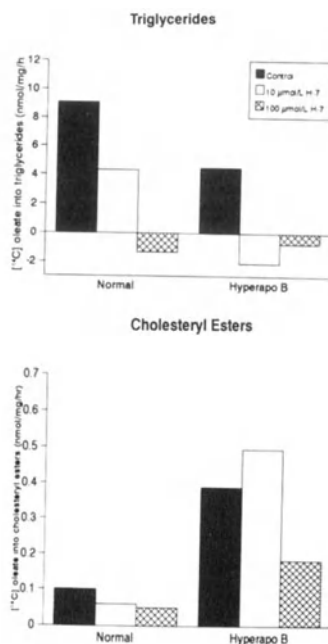 Triglycerides
[¹⁴C] oleate into triglycerides (nmol/mg/h)
12
10
8
6
4
2
0
-2
Control
10 µmol/L H-7
100 µmol/L H-7
Normal
Hyperapo B
Cholesteryl Esters
[¹⁴C] oleate into cholesteryl esters (nmol/mg/hr)
0.7
0.6
0.5
0.4
0.3
0.2
0.1
0
Normal
Hyperapo B